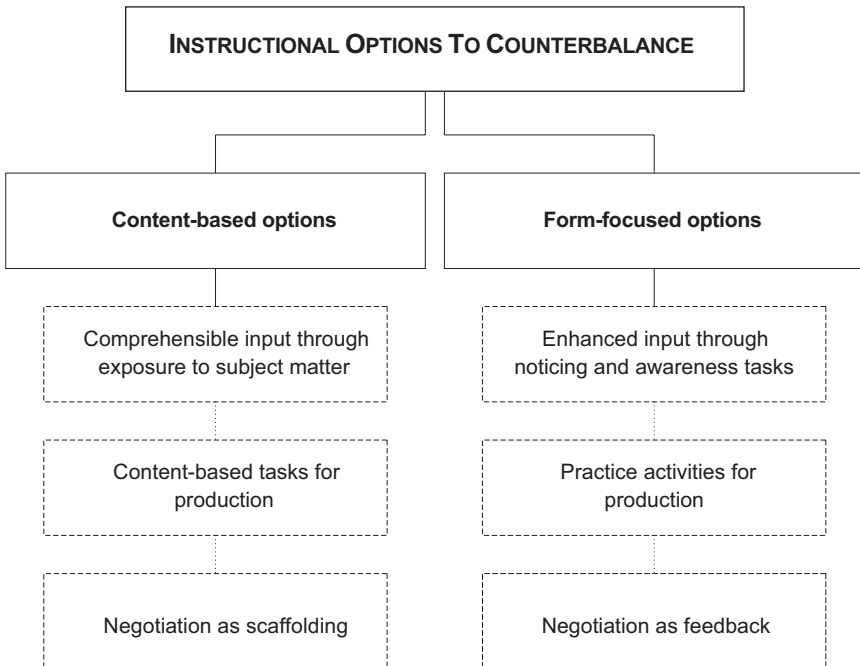 INSTRUCTIONAL OPTIONS TO COUNTERBALANCE
Content-based options
Form-focused options
Comprehensible input through
exposure to subject matter
Enhanced input through
noticing and awareness tasks
Content-based tasks for
production
Practice activities for
production
Negotiation as scaffolding
Negotiation as feedback